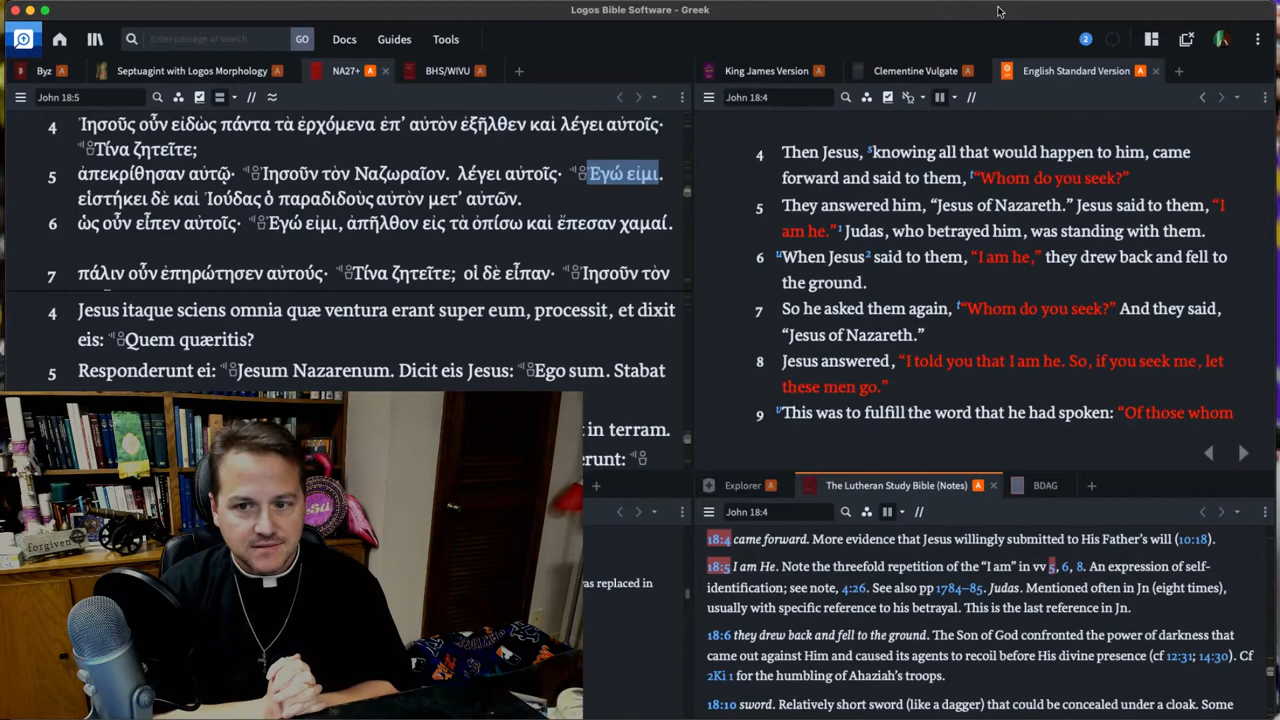 Logos Bible Software - Greek
Enter passage or search
GO
Docs
Guides
Tools
2
Byz A
Septuagint with Logos Morphology A
NA27+ A
BHS/WIVU A
John 18:5
4 Ἰησοῦς οὖν εἰδὼς πάντα τὰ ἐρχόμενα ἐπ’ αὐτὸν ἐξῆλθεν καὶ λέγει αὐτοῖς·
Τίνα ζητεῖτε;
5 ἀπεκρίθησαν αὐτῷ· Ἰησοῦν τὸν Ναζωραῖον. λέγει αὐτοῖς· Ἐγώ εἰμι.
εἱστήκει δὲ καὶ Ἰούδας ὁ παραδιδοὺς αὐτὸν μετ’ αὐτῶν.
6 ὡς οὖν εἶπεν αὐτοῖς· Ἐγώ εἰμι, ἀπῆλθον εἰς τὰ ὀπίσω καὶ ἔπεσαν χαμαί.
7 πάλιν οὖν ἐπηρώτησεν αὐτούς· Τίνα ζητεῖτε; οἱ δὲ εἶπαν· Ἰησοῦν τὸν
4 Jesus itaque sciens omnia quæ ventura erant super eum, processit, et dixit
eis: Quem quæritis?
5 Responderunt ei: Jesum Nazarenum. Dicit eis Jesus: Ego sum. Stabat
t in terram.
erunt:
was replaced in
forgiven
King James Version A
Clementine Vulgate A
English Standard Version A
John 18:4
4 Then Jesus, s knowing all that would happen to him, came
forward and said to them, t “Whom do you seek?”
5 They answered him, “Jesus of Nazareth.” Jesus said to them, “I
am he.”1 Judas, who betrayed him, was standing with them.
6 u When Jesus2 said to them, “I am he,” they drew back and fell to
the ground.
7 So he asked them again, t “Whom do you seek?” And they said,
“Jesus of Nazareth.”
8 Jesus answered, “I told you that I am he. So, if you seek me, let
these men go.”
9 v This was to fulfill the word that he had spoken: “Of those whom
Explorer A
The Lutheran Study Bible (Notes) A
BDAG
John 18:4
18:4 came forward. More evidence that Jesus willingly submitted to His Father’s will (10:18).
18:5 I am He. Note the threefold repetition of the “I am” in vv 5, 6, 8. An expression of self-
identification; see note, 4:26. See also pp 1784–85. Judas. Mentioned often in Jn (eight times),
usually with specific reference to his betrayal. This is the last reference in Jn.
18:6 they drew back and fell to the ground. The Son of God confronted the power of darkness that
came out against Him and caused its agents to recoil before His divine presence (cf 12:31; 14:30). Cf
2Ki 1 for the humbling of Ahaziah’s troops.
18:10 sword. Relatively short sword (like a dagger) that could be concealed under a cloak. Some